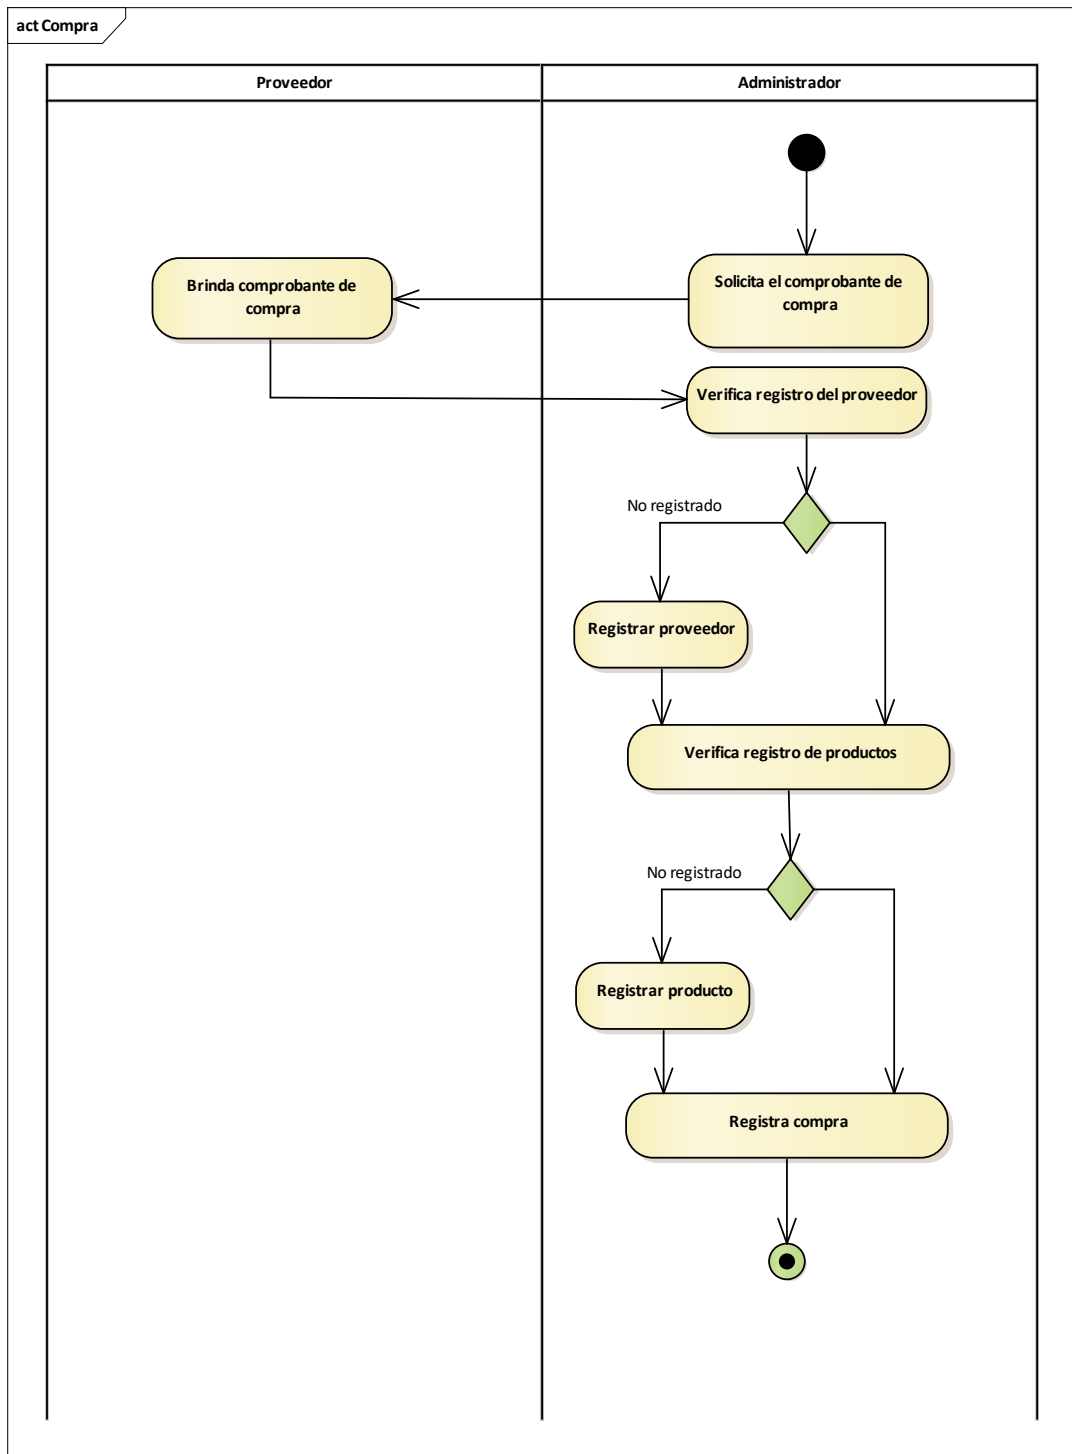 act Compra
Proveedor
Administrador
Solicita el comprobante de
compra
Brinda comprobante de
compra
Verifica registro del proveedor
No registrado
Registrar proveedor
Verifica registro de productos
No registrado
Registrar producto
Registra compra